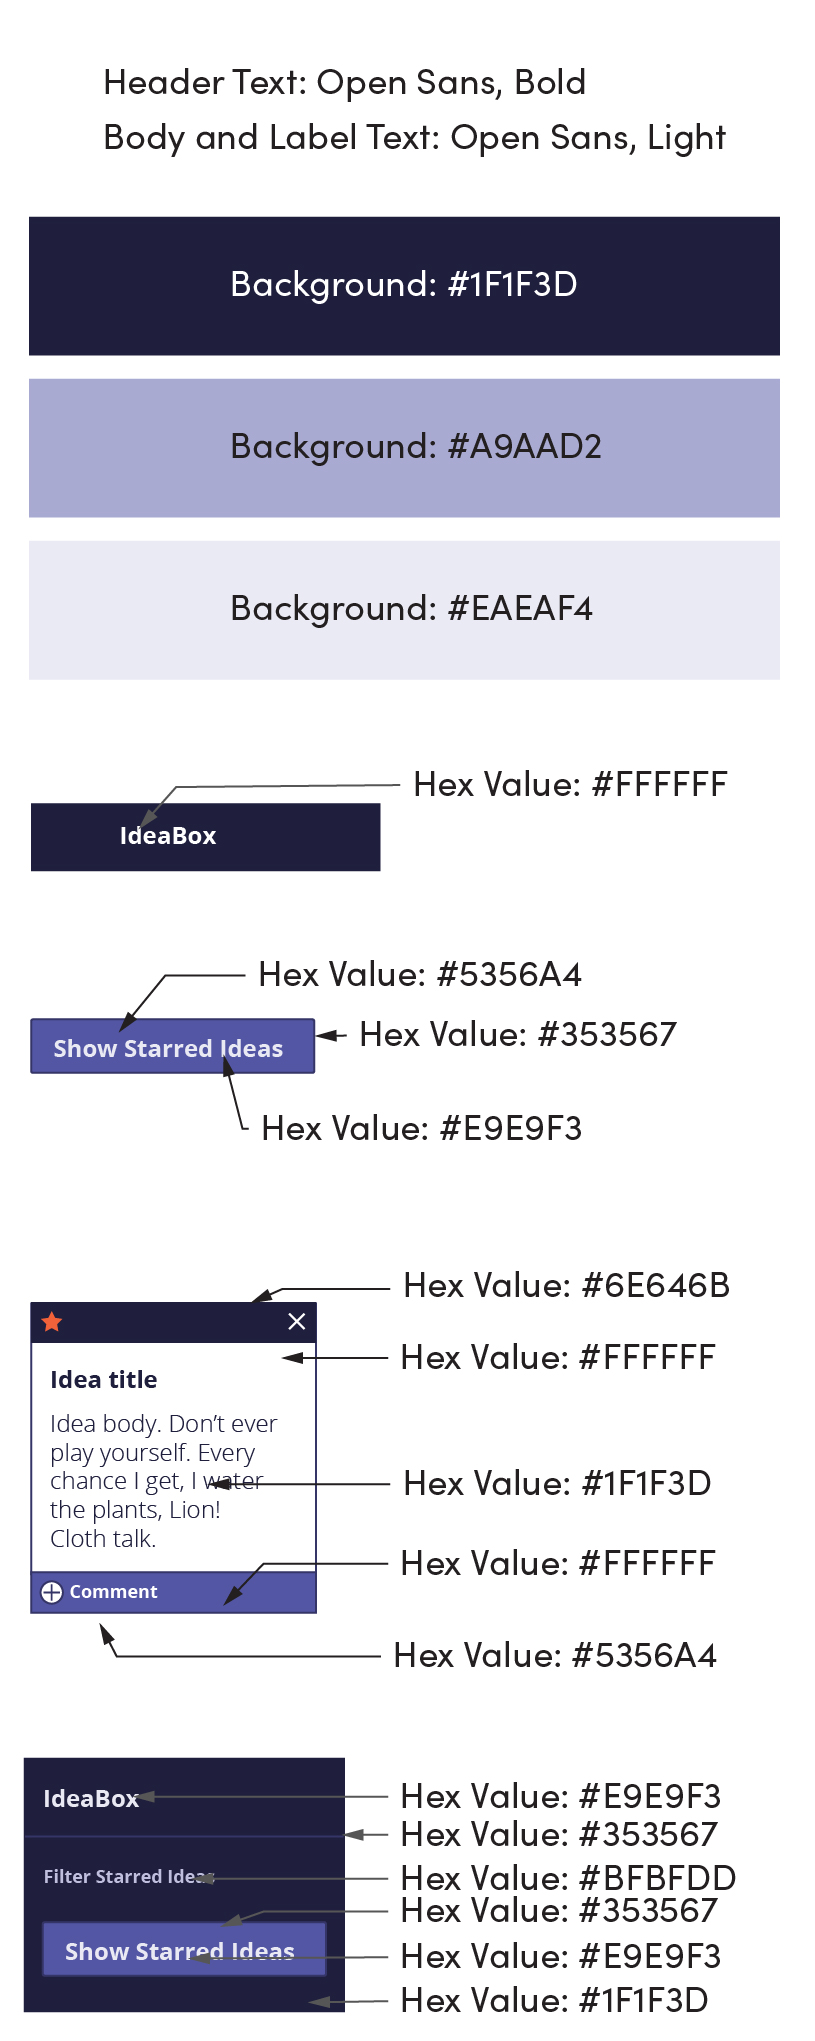 Header Text: Open Sans, Bold
Body and Label Text: Open Sans, Light
Background: #1F1F3D
Background: #A9AAD2
Background: #EAEAF4
Hex Value: #FFFFFF
IdeaBox
Hex Value: #5356A4
Hex Value: #353567
Show Starred Ideas
Hex Value: #E9E9F3
Hex Value: #6E646B
Hex Value: #FFFFFF
Idea title
Idea body. Don’t ever
play yourself. Every
chance I get, I water
the plants, Lion!
Cloth talk.
Hex Value: #1F1F3D
Hex Value: #FFFFFF
Comment
Hex Value: #5356A4
IdeaBox
Hex Value: #E9E9F3
Hex Value: #353567
Filter Starred Ideas
Hex Value: #BFBFDD
Hex Value: #353567
Show Starred Ideas
Hex Value: #E9E9F3
Hex Value: #1F1F3D